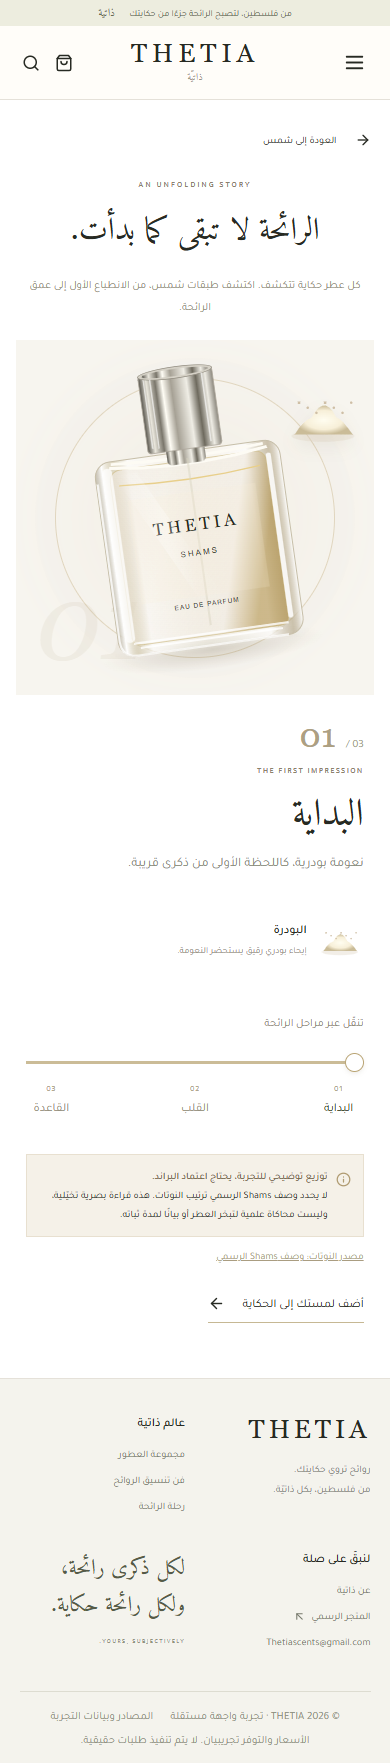 من فلسطين، لتصبح الرائحة جزءًا من حكايتك ذاتيّة
THETIA
ذاتيّة
العودة إلى شمس
AN UNFOLDING STORY
الرائحة لا تبقى كما بدأت.
كل عطر حكاية تتكشف. اكتشف طبقات شمس، من الانطباع الأول إلى عمق
الرائحة.
THETIA
SHAMS
EAU DE PARFUM
01
01 / 03
THE FIRST IMPRESSION
البداية
نعومة بودرية، كاللحظة الأولى من ذكرى قريبة.
البودرة
إيحاء بودري رقيق يستحضر النعومة.
تنقّل عبر مراحل الرائحة
01
البداية
02
القلب
03
القاعدة
توزيع توضيحي للتجربة، يحتاج اعتماد البراند.
لا يحدد وصف Shams الرسمي ترتيب النوتات. هذه قراءة بصرية تخيّلية،
وليست محاكاة علمية لتبخر العطر أو بيانًا لمدة ثباته.
مصدر النوتات: وصف Shams الرسمي
أضف لمستك إلى الحكاية
THETIA
روائح تروي حكايتك.
من فلسطين، بكل ذاتيّة.
عالم ذاتية
مجموعة العطور
فن تنسيق الروائح
رحلة الرائحة
لنبقَ على صلة
عن ذاتية
المتجر الرسمي
Thetiascents@gmail.com
لكل ذكرى رائحة،
ولكل رائحة حكاية.
YOURS, SUBJECTIVELY.
© 2026 THETIA · تجربة واجهة مستقلة المصادر وبيانات التجربة
الأسعار والتوفر تجريبيان. لا يتم تنفيذ طلبات حقيقية.